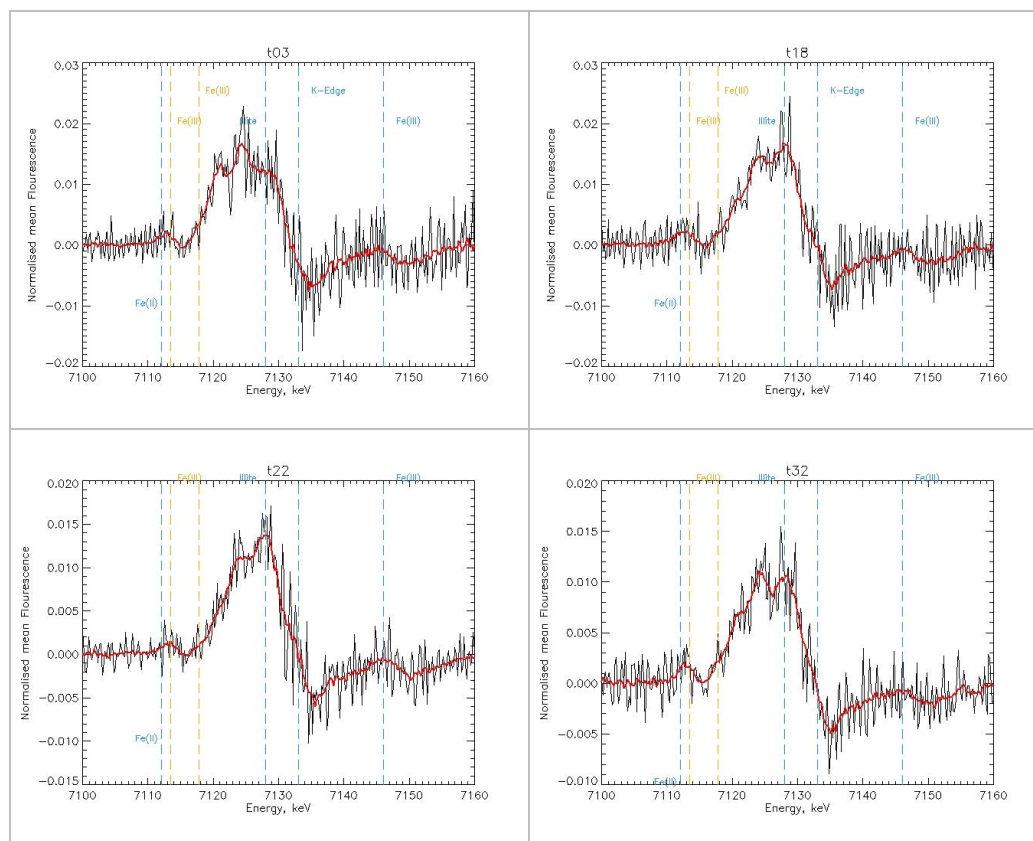 t03
0.03
0.02
0.01
0.00
−0.01
−0.02
Normalised mean Flourescence
Fe(III)
Fe(III)
Illite
K−Edge
Fe(III)
Fe(II)
7100 7110 7120 7130 7140 7150 7160
Energy, keV
t18
0.03
0.02
0.01
0.00
−0.01
−0.02
Normalised mean Flourescence
Fe(III)
Fe(III)
Illite
K−Edge
Fe(III)
Fe(II)
7100 7110 7120 7130 7140 7150 7160
Energy, keV
t22
0.020
0.015
0.010
0.005
0.000
−0.005
−0.010
−0.015
Normalised mean Flourescence
Fe(III)
Illite
Fe(III)
Fe(II)
7100 7110 7120 7130 7140 7150 7160
Energy, keV
t32
0.020
0.015
0.010
0.005
0.000
−0.005
−0.010
Normalised mean Flourescence
Fe(III)
Illite
Fe(III)
Fe(II)
7100 7110 7120 7130 7140 7150 7160
Energy, keV